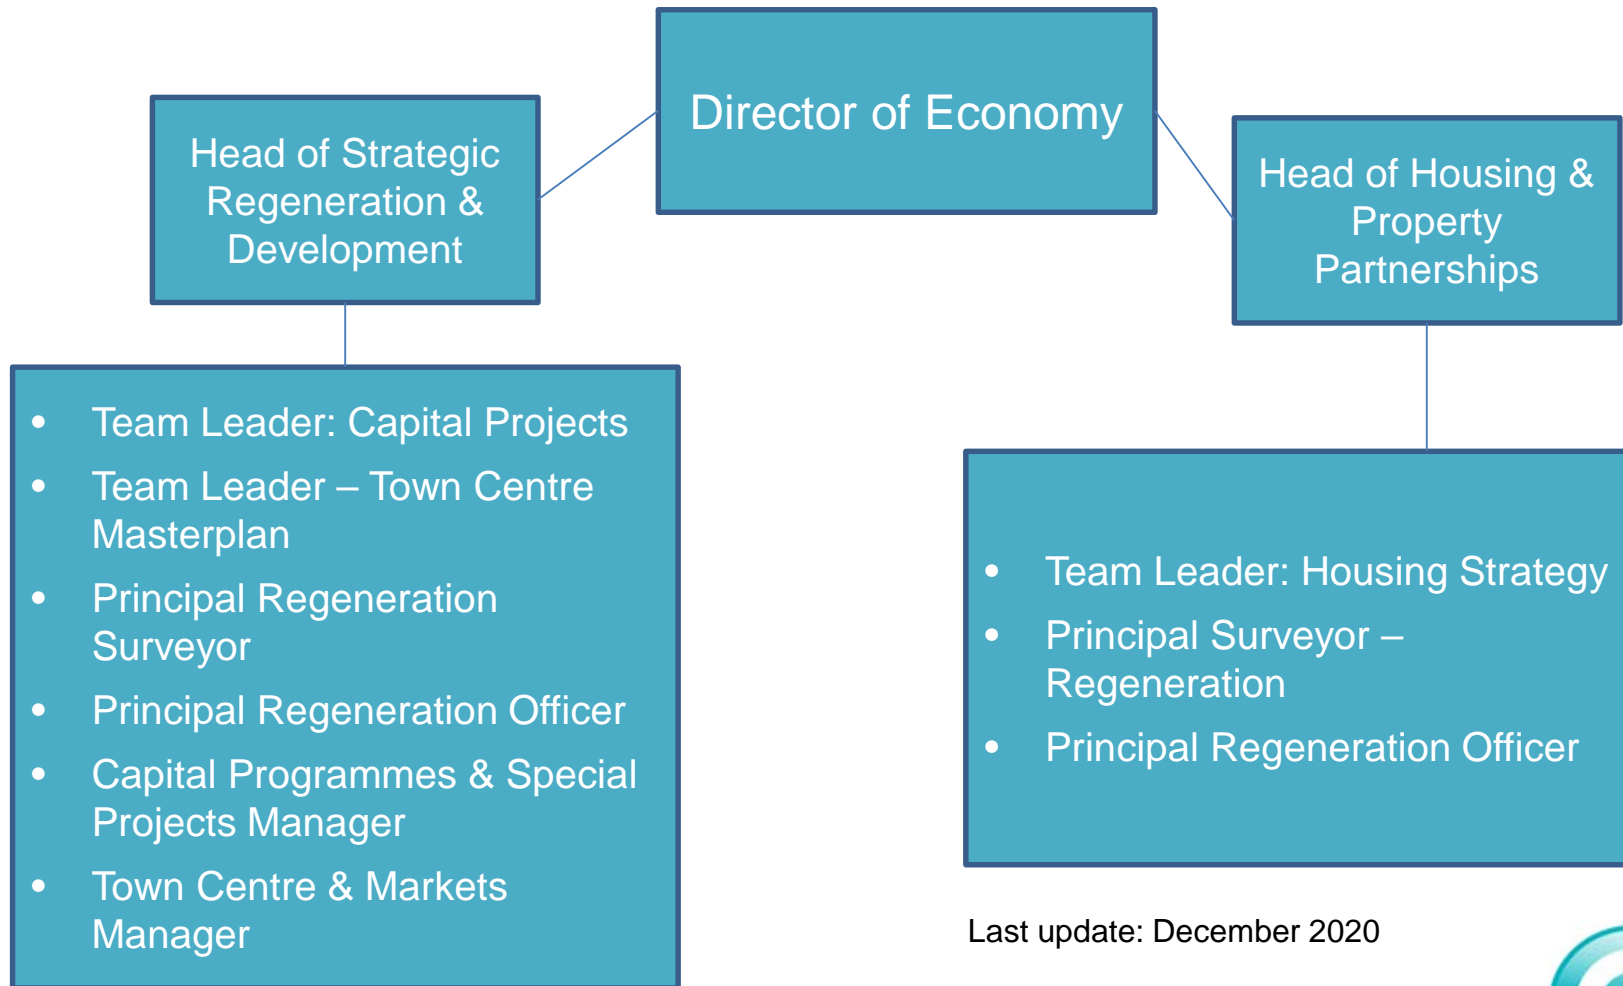 Director of Economy
Head of Strategic
Regeneration &
Development
Head of Housing &
Property
Partnerships
• Team Leader: Capital Projects
• Team Leader – Town Centre
Masterplan
• Principal Regeneration
Surveyor
• Principal Regeneration Officer
• Capital Programmes & Special
Projects Manager
• Town Centre & Markets
Manager
• Team Leader: Housing Strategy
• Principal Surveyor –
Regeneration
• Principal Regeneration Officer
Last update: December 2020